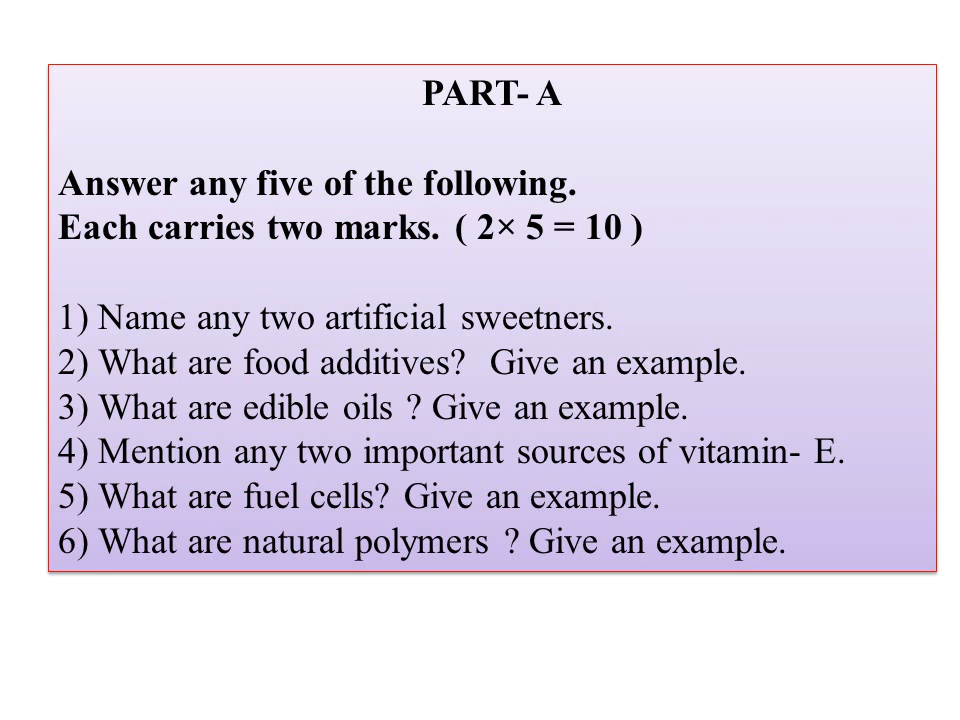 PART- A
Answer any five of the following.
Each carries two marks. ( 2× 5 = 10 )
1) Name any two artificial sweetners.
2) What are food additives? Give an example.
3) What are edible oils ? Give an example.
4) Mention any two important sources of vitamin- E.
5) What are fuel cells? Give an example.
6) What are natural polymers ? Give an example.